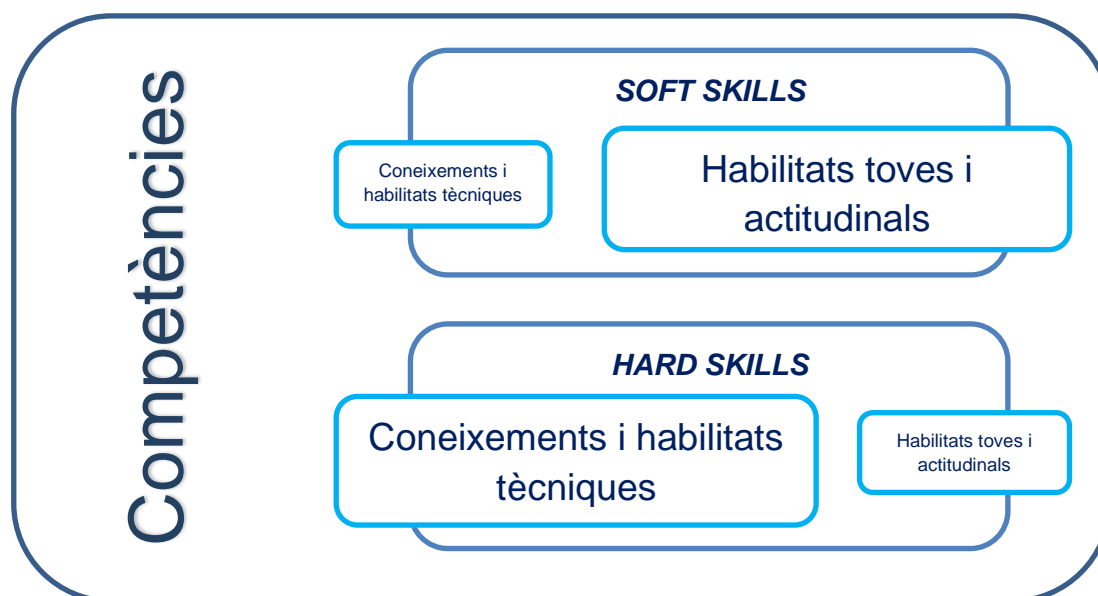 Competències
SOFT SKILLS
Coneixements i
habilitats tècniques
Habilitats toves i
actitudinals
HARD SKILLS
Coneixements i habilitats
tècniques
Habilitats toves i
actitudinals